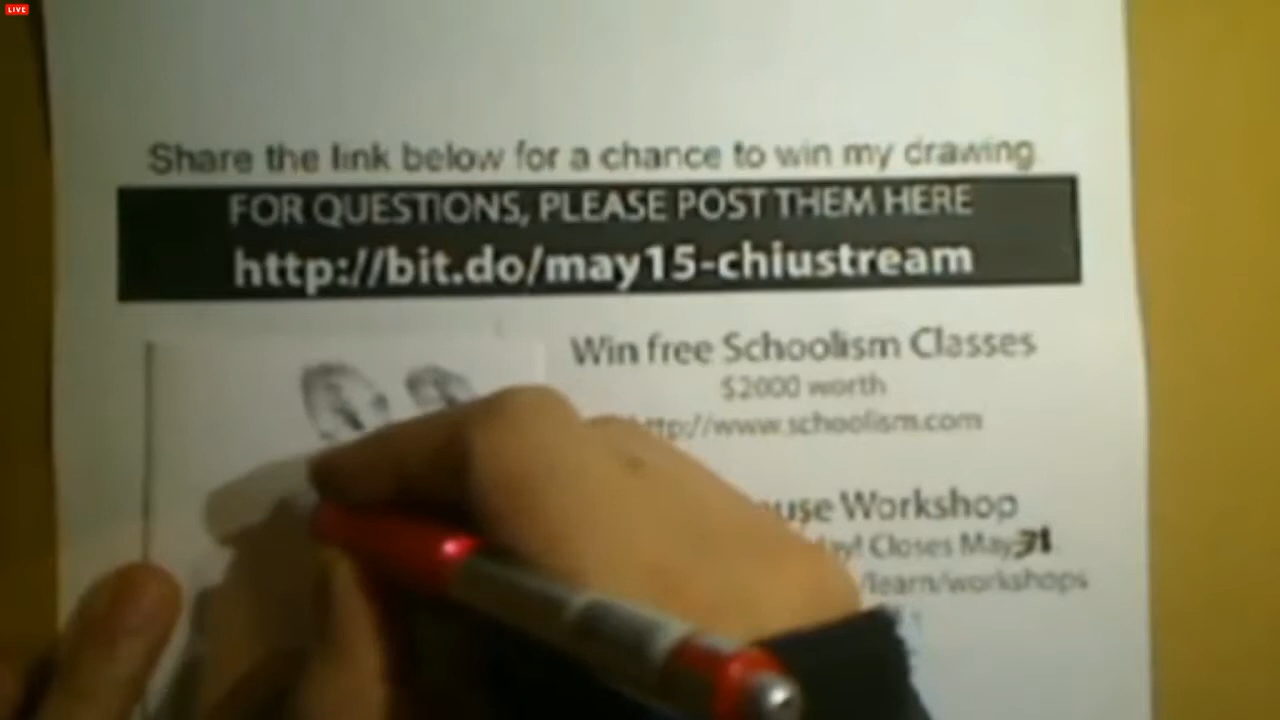 LIVE
Share the link below for a chance to win my drawing.
FOR QUESTIONS, PLEASE POST THEM HERE
http://bit.do/may15-chiustream
Win free Schoolism Classes
$2000 worth
ttp://www.schoolism.com
use Workshop
ay! Closes May 31.
/learn/workshops